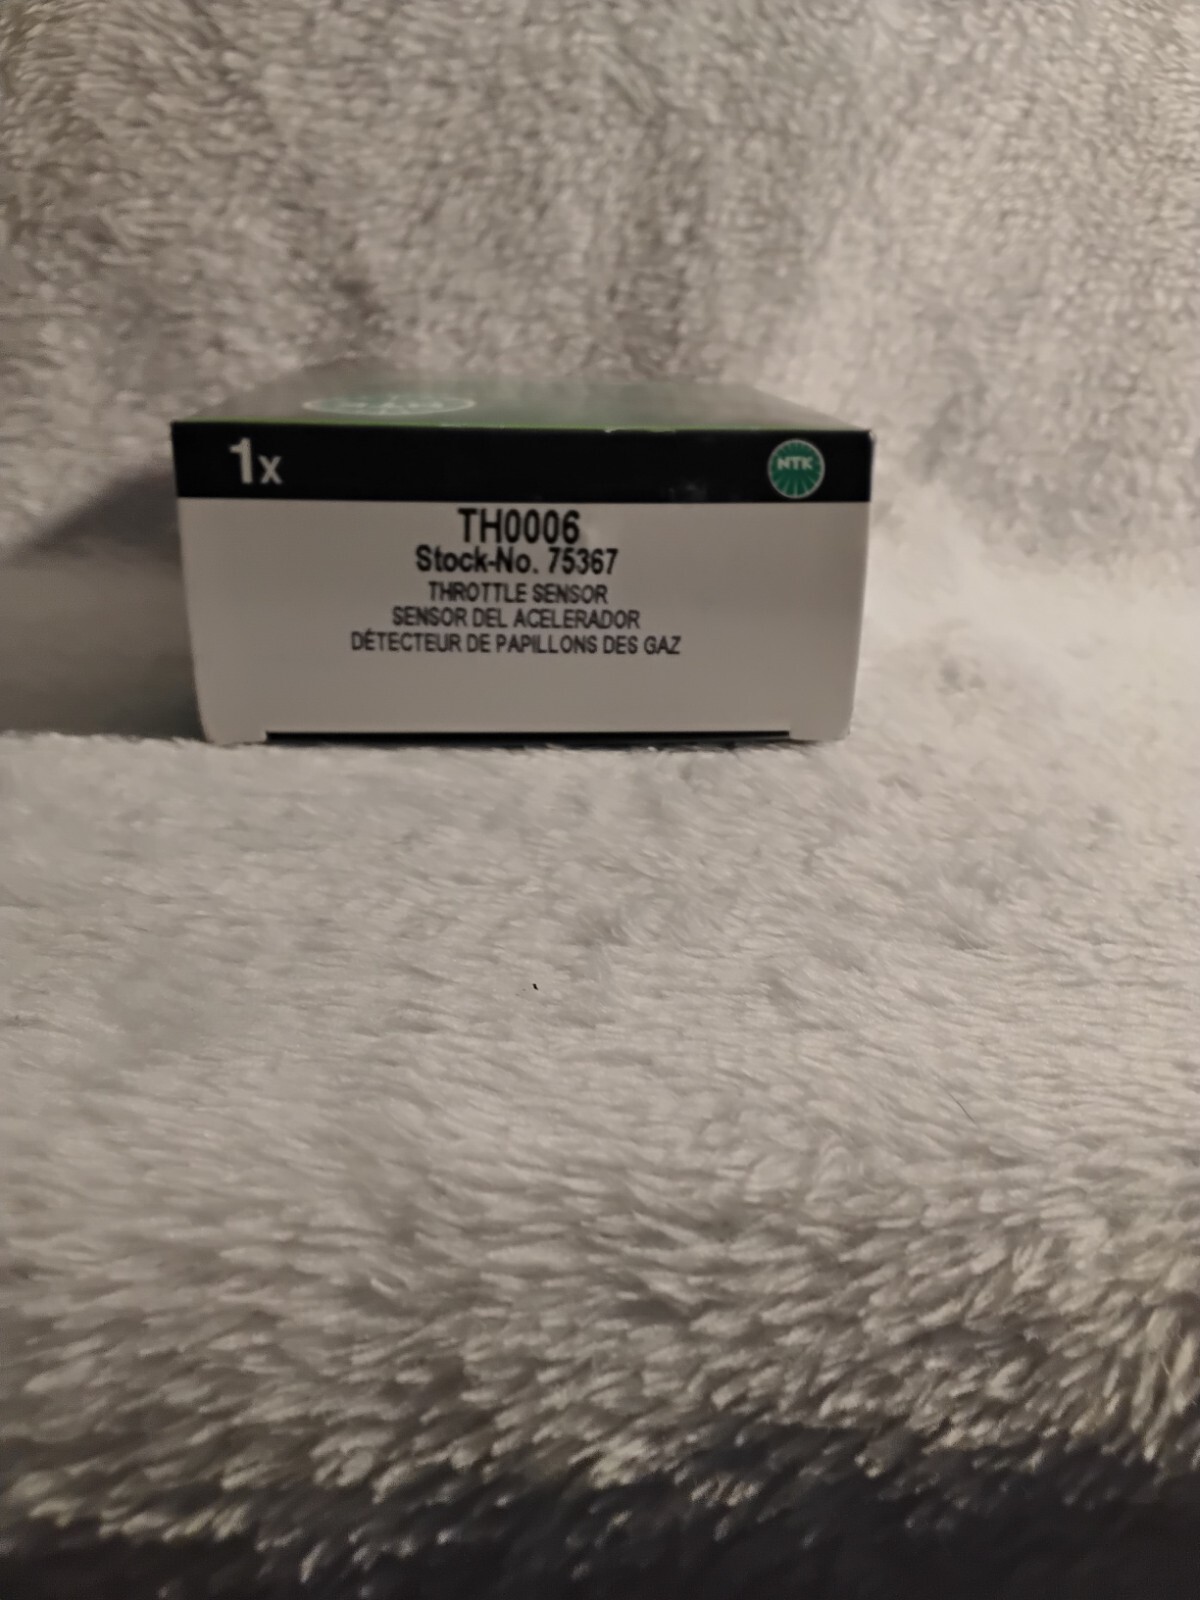 1x
NTK
TH0006
Stock-No. 75367
THROTTLE SENSOR
SENSOR DEL ACELERADOR
DÉTECTEUR DE PAPILLONS DES GAZ